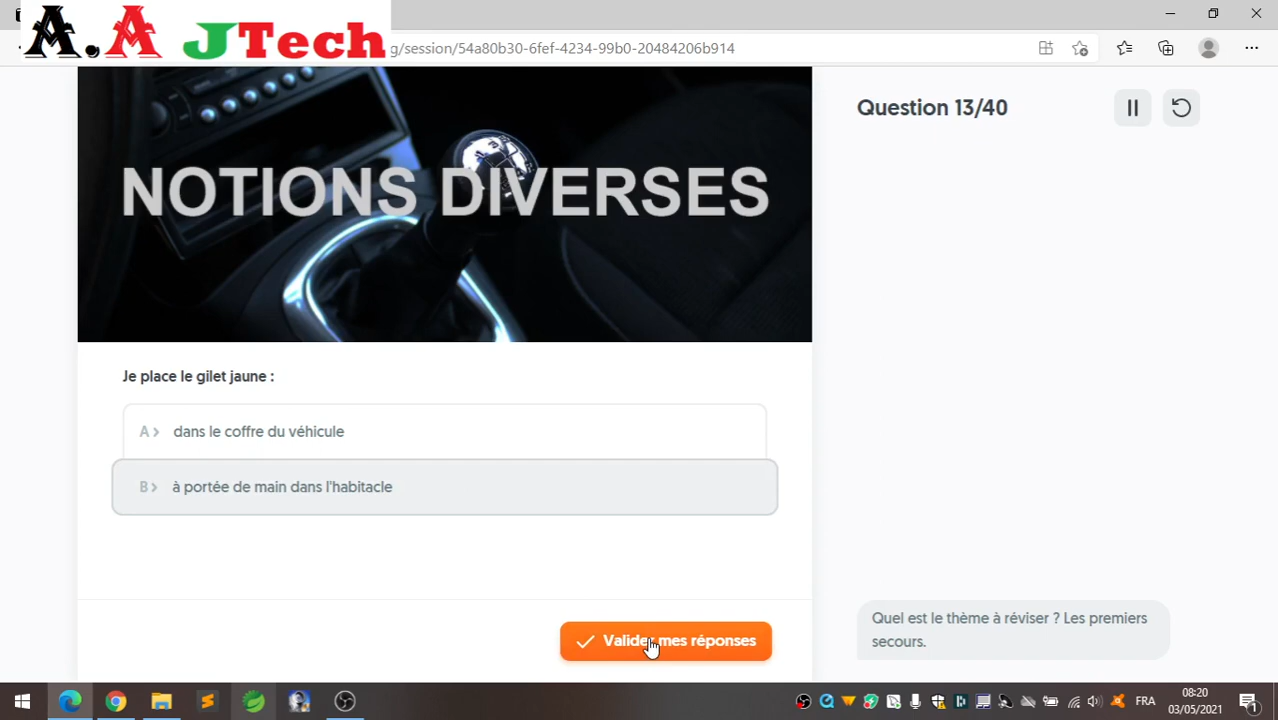 A.A JTech
g/session/54a80b30-6fef-4234-99b0-20484206b914
NOTIONS DIVERSES
Question 13/40
Je place le gilet jaune :
A > dans le coffre du véhicule
B > à portée de main dans l'habitacle
Valider mes réponses
Quel est le thème à réviser ? Les premiers
secours.
FRA
08:20
03/05/2021
1